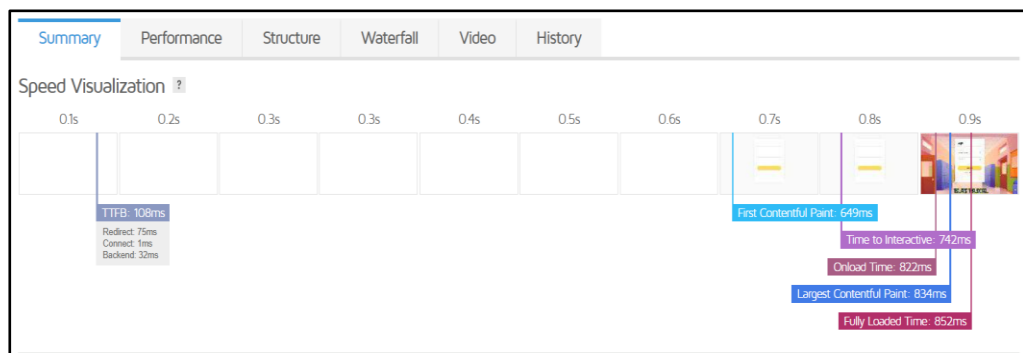 Summary Performance Structure Waterfall Video History
Speed Visualization ?
0.1s 0.2s 0.3s 0.3s 0.4s 0.5s 0.6s 0.7s 0.8s 0.9s
TTFB: 108ms
Redirect: 75ms
Connect: 1ms
Backend: 32ms
First Contentful Paint: 649ms
Time to Interactive: 742ms
Onload Time: 822ms
Largest Contentful Paint: 834ms
Fully Loaded Time: 852ms